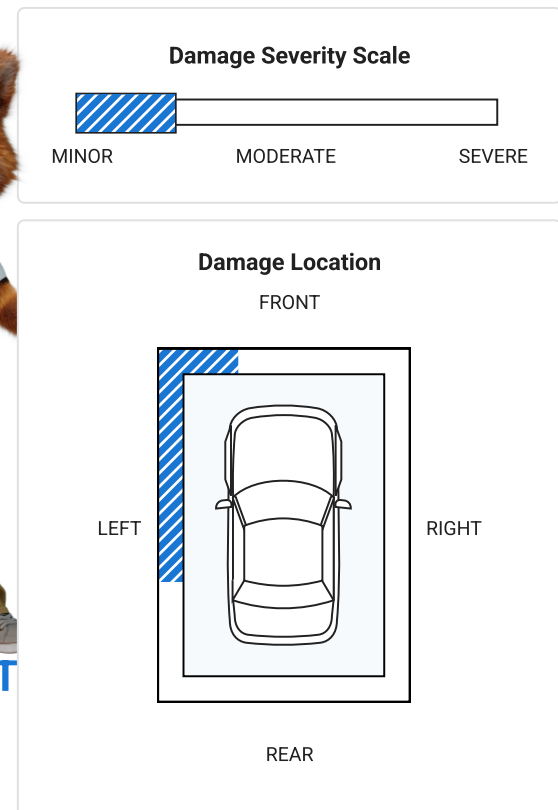 Damage Severity Scale
MINOR MODERATE SEVERE
Damage Location
FRONT
LEFT RIGHT
T
REAR